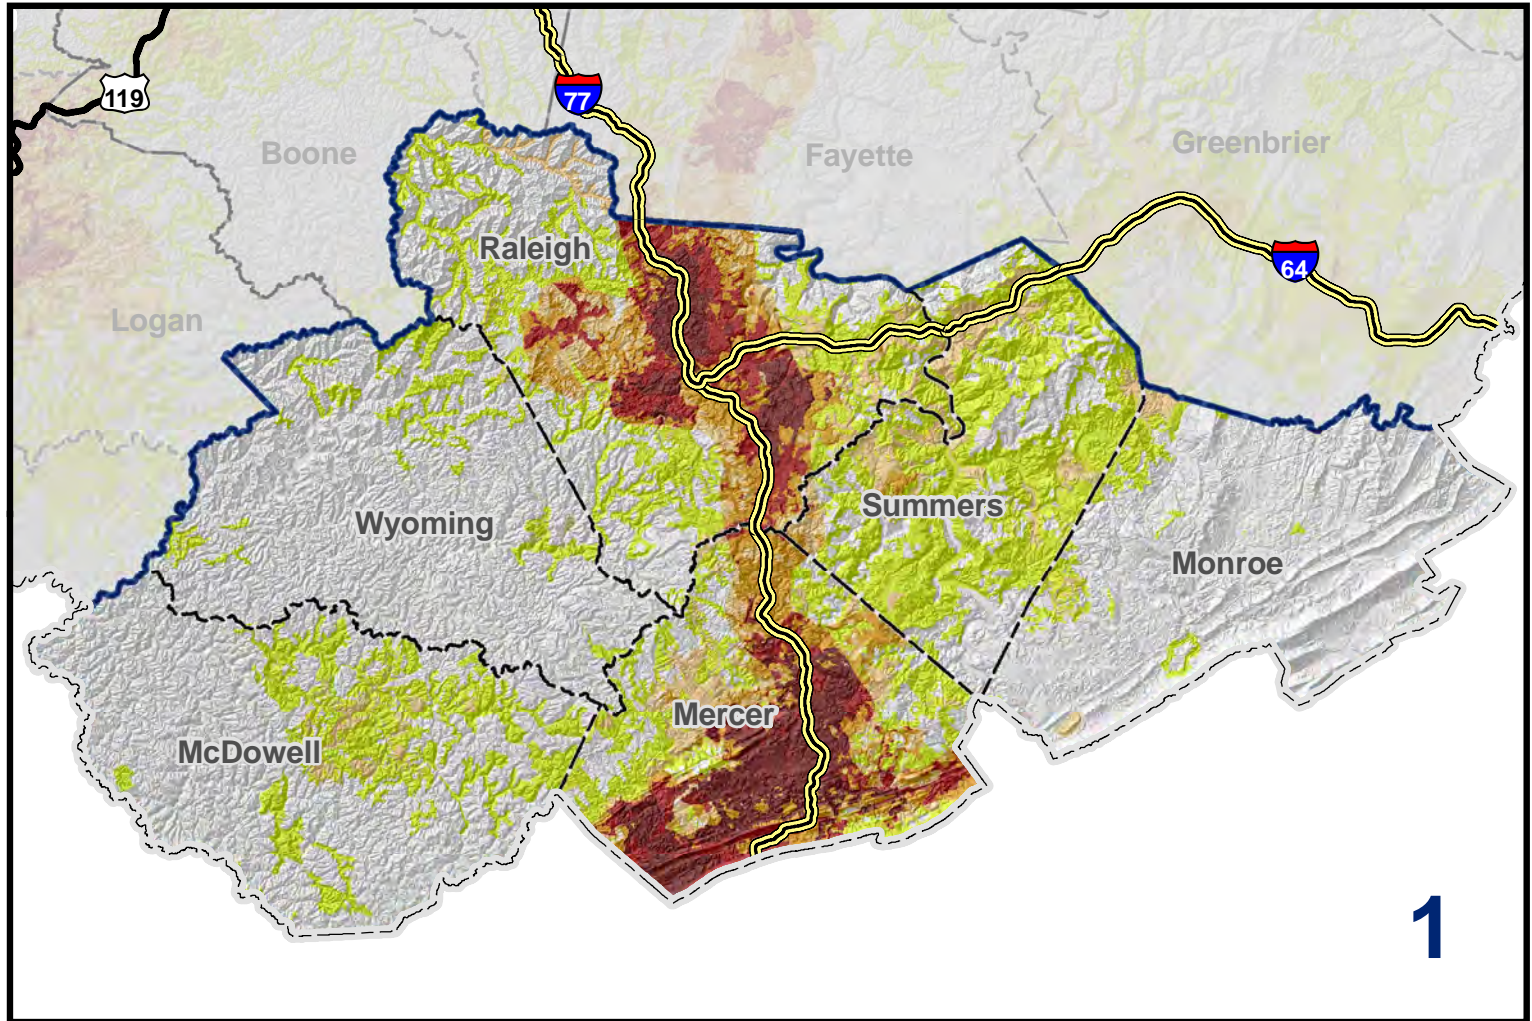 119
77
Boone
Fayette
Greenbrier
Raleigh
64
Logan
Summers
Wyoming
Monroe
Mercer
McDowell
1